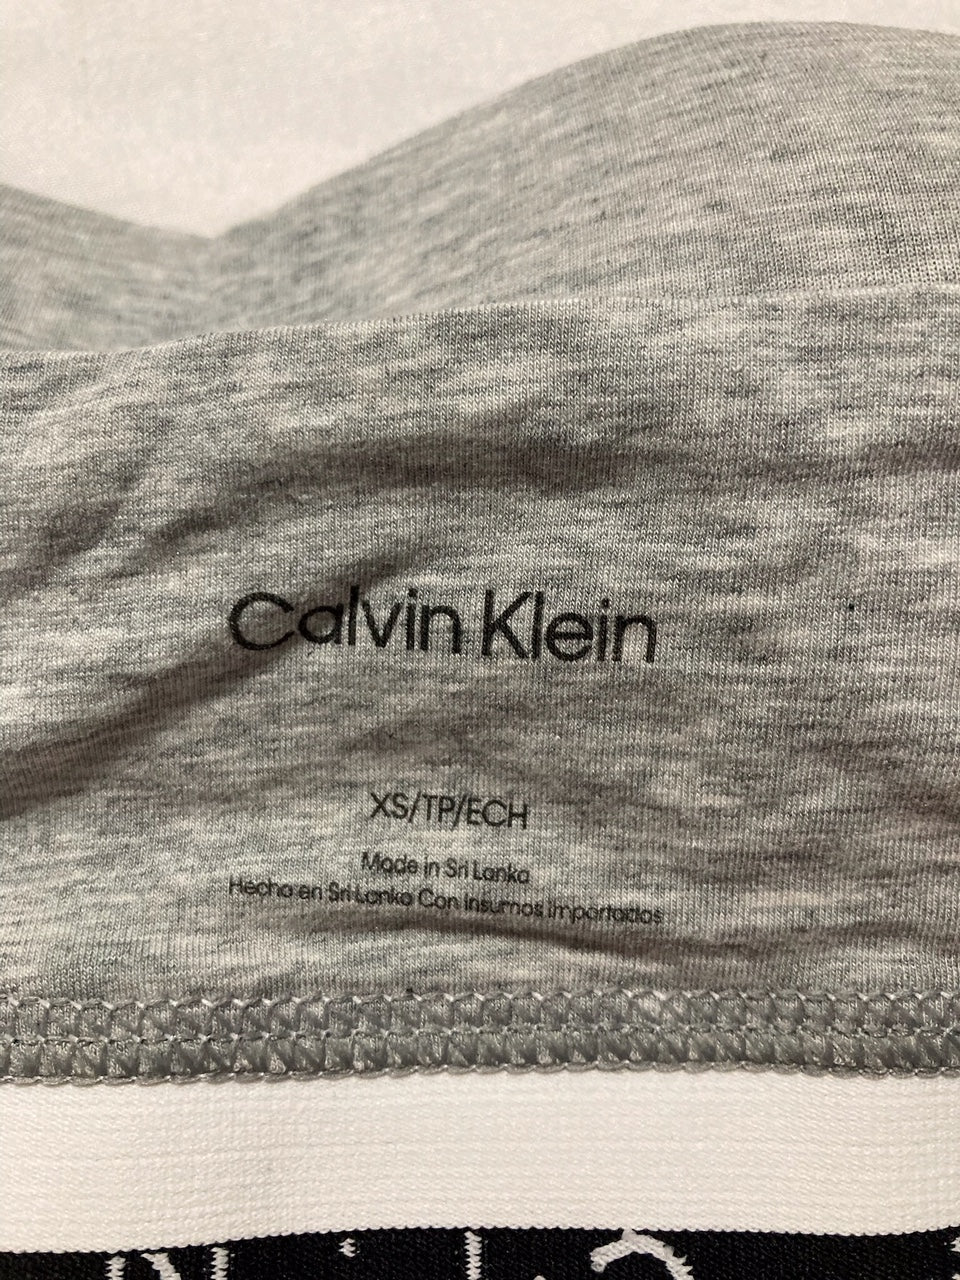 Calvin Klein
XS/TP/ECH
Made in Sri Lanka
Hecho en Sri Lanka Con insumos importados